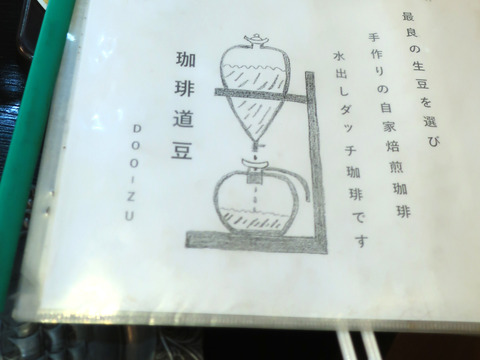 最良の生豆を選び
手作りの自家焙煎珈琲
水出しダッチ珈琲です
珈琲道豆
DOO-ZU